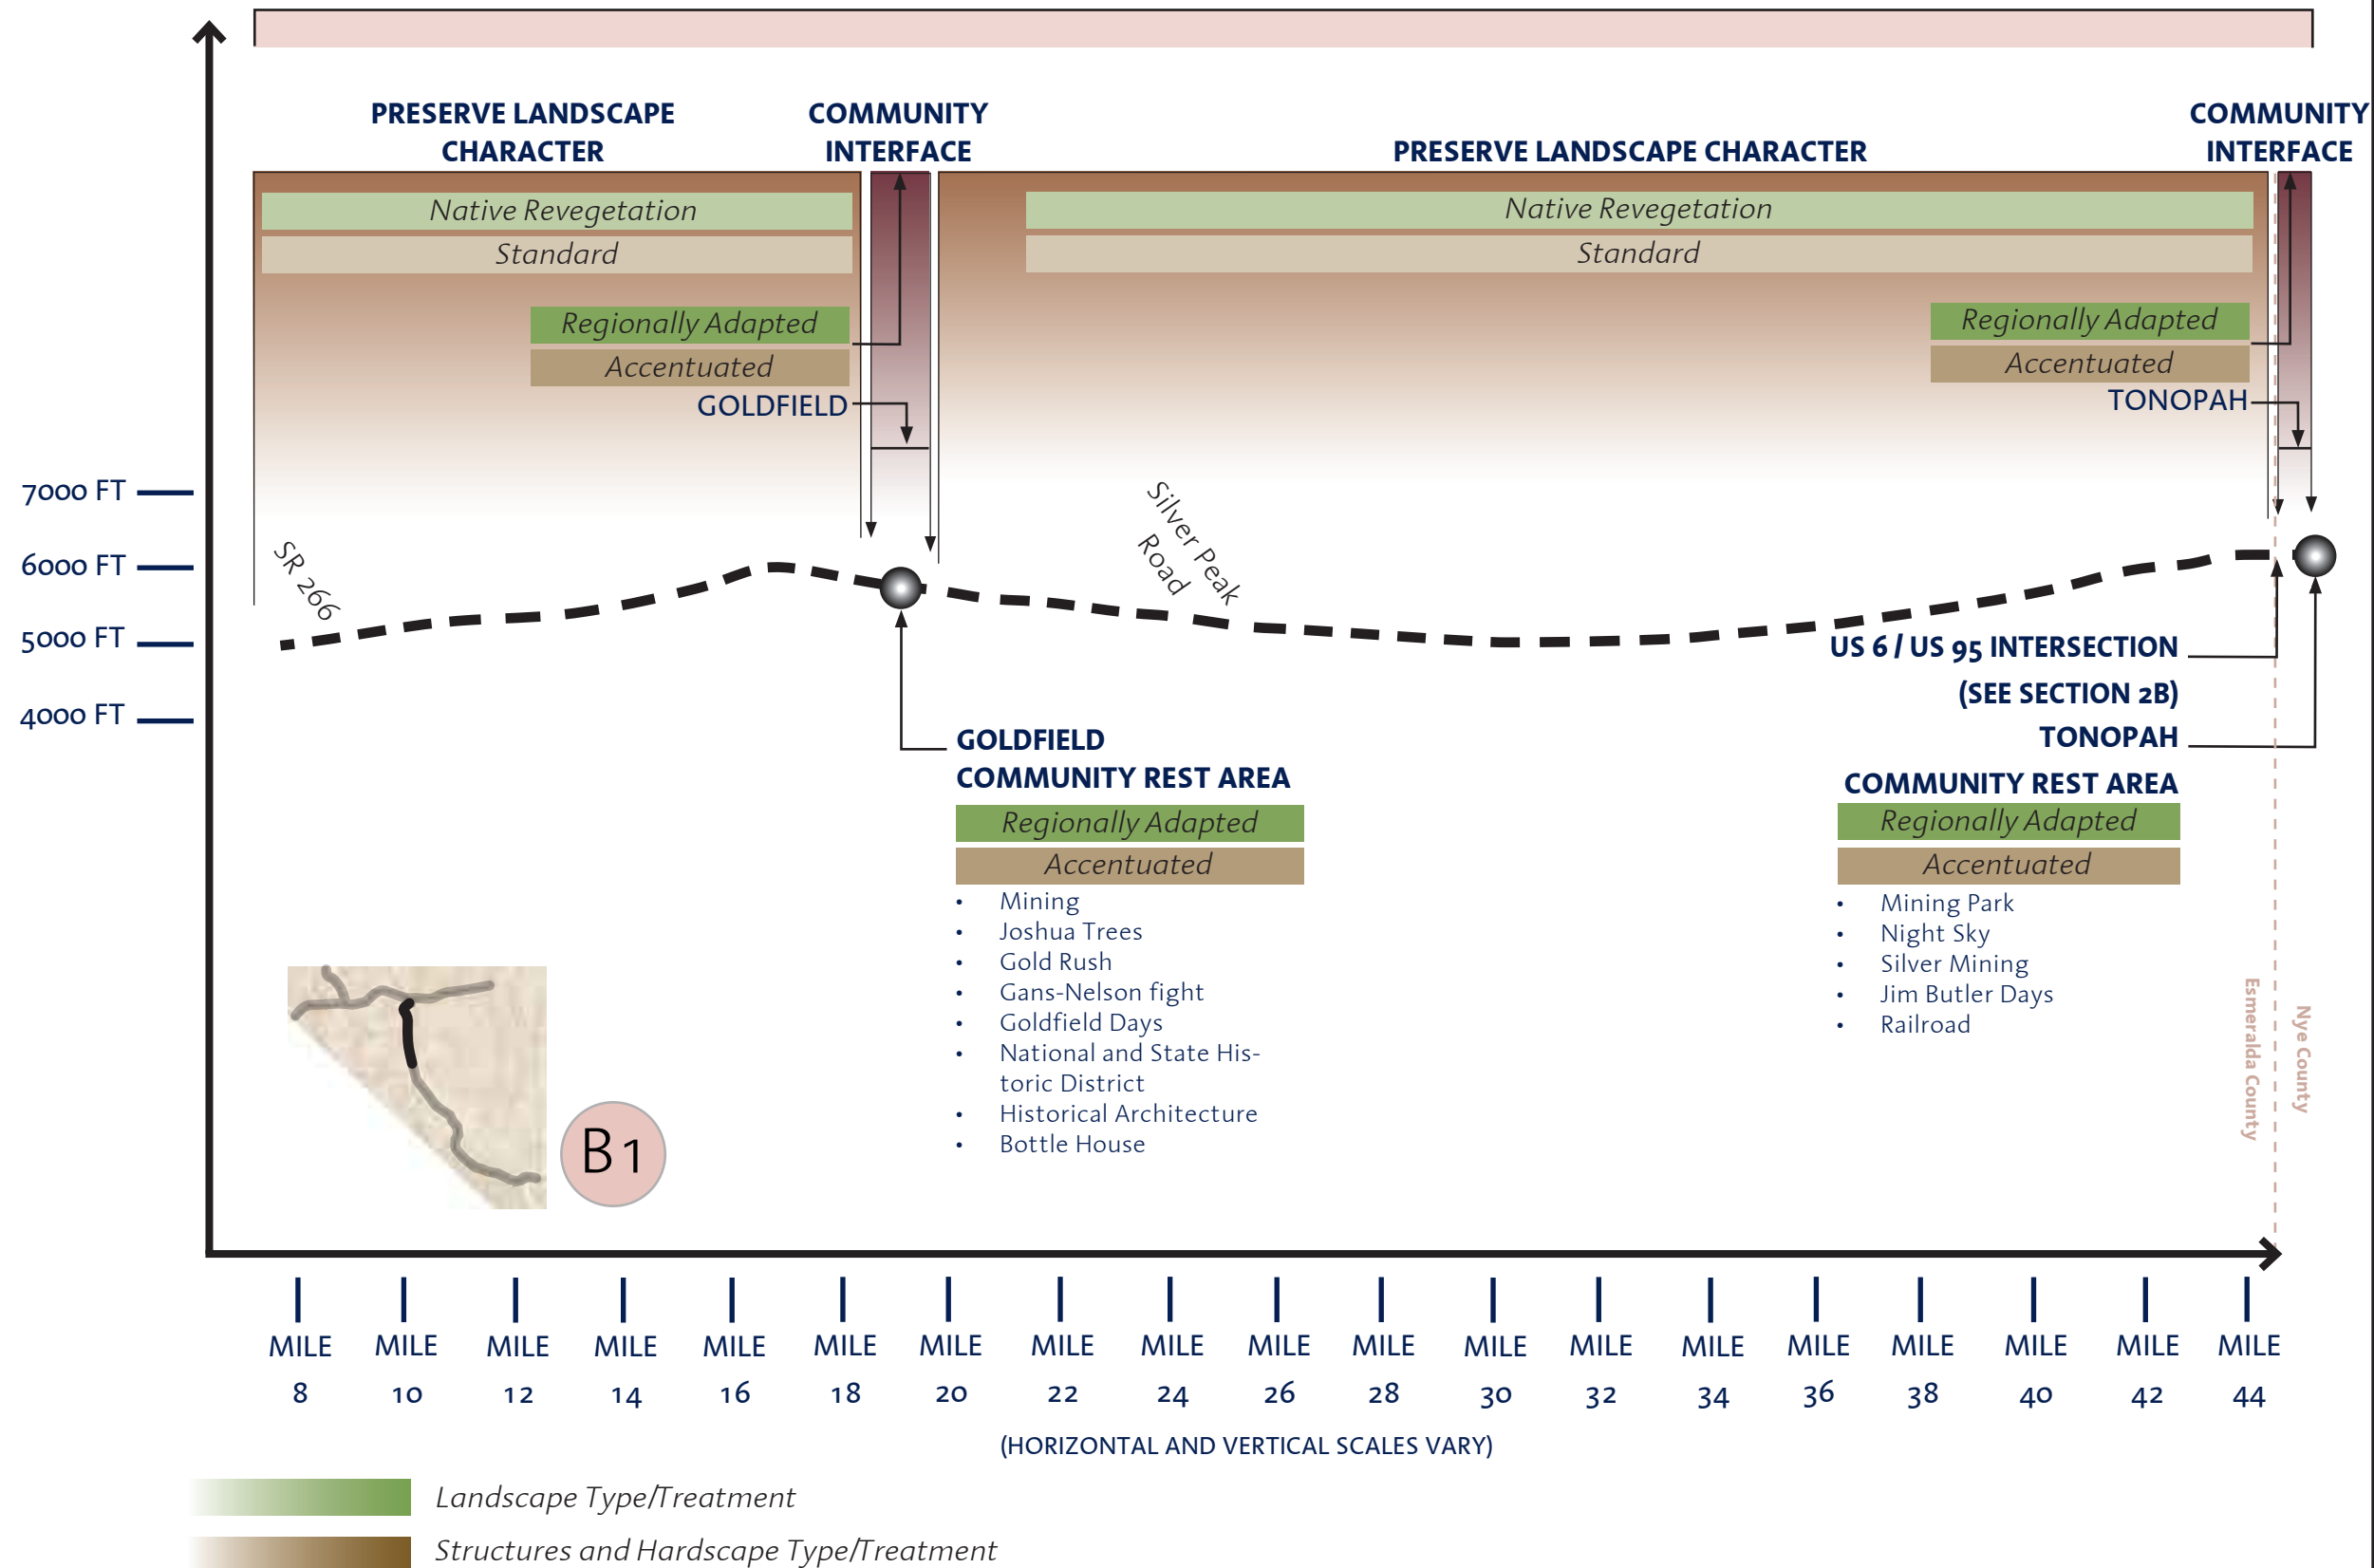 PRESERVE LANDSCAPE
CHARACTER
COMMUNITY
INTERFACE
PRESERVE LANDSCAPE CHARACTER
COMMUNITY
INTERFACE
Native Revegetation
Standard
Regionally Adapted
Accentuated
GOLDFIELD
Native Revegetation
Standard
Regionally Adapted
Accentuated
TONOPAH
7000 FT
6000 FT
5000 FT
4000 FT
SR 266
Silver Peak
Road
US 6 / US 95 INTERSECTION
(SEE SECTION 2B)
TONOPAH
COMMUNITY REST AREA
Regionally Adapted
Accentuated
• Mining Park
• Night Sky
• Silver Mining
• Jim Butler Days
• Railroad
GOLDFIELD
COMMUNITY REST AREA
Regionally Adapted
Accentuated
• Mining
• Joshua Trees
• Gold Rush
• Gans-Nelson fight
• Goldfield Days
• National and State His-
toric District
• Historical Architecture
• Bottle House
Esmeralda County
Nye County
B1
MILE MILE MILE MILE MILE MILE MILE MILE MILE MILE MILE MILE MILE MILE MILE MILE MILE MILE MILE
8 10 12 14 16 18 20 22 24 26 28 30 32 34 36 38 40 42 44
(HORIZONTAL AND VERTICAL SCALES VARY)
Landscape Type/Treatment
Structures and Hardscape Type/Treatment